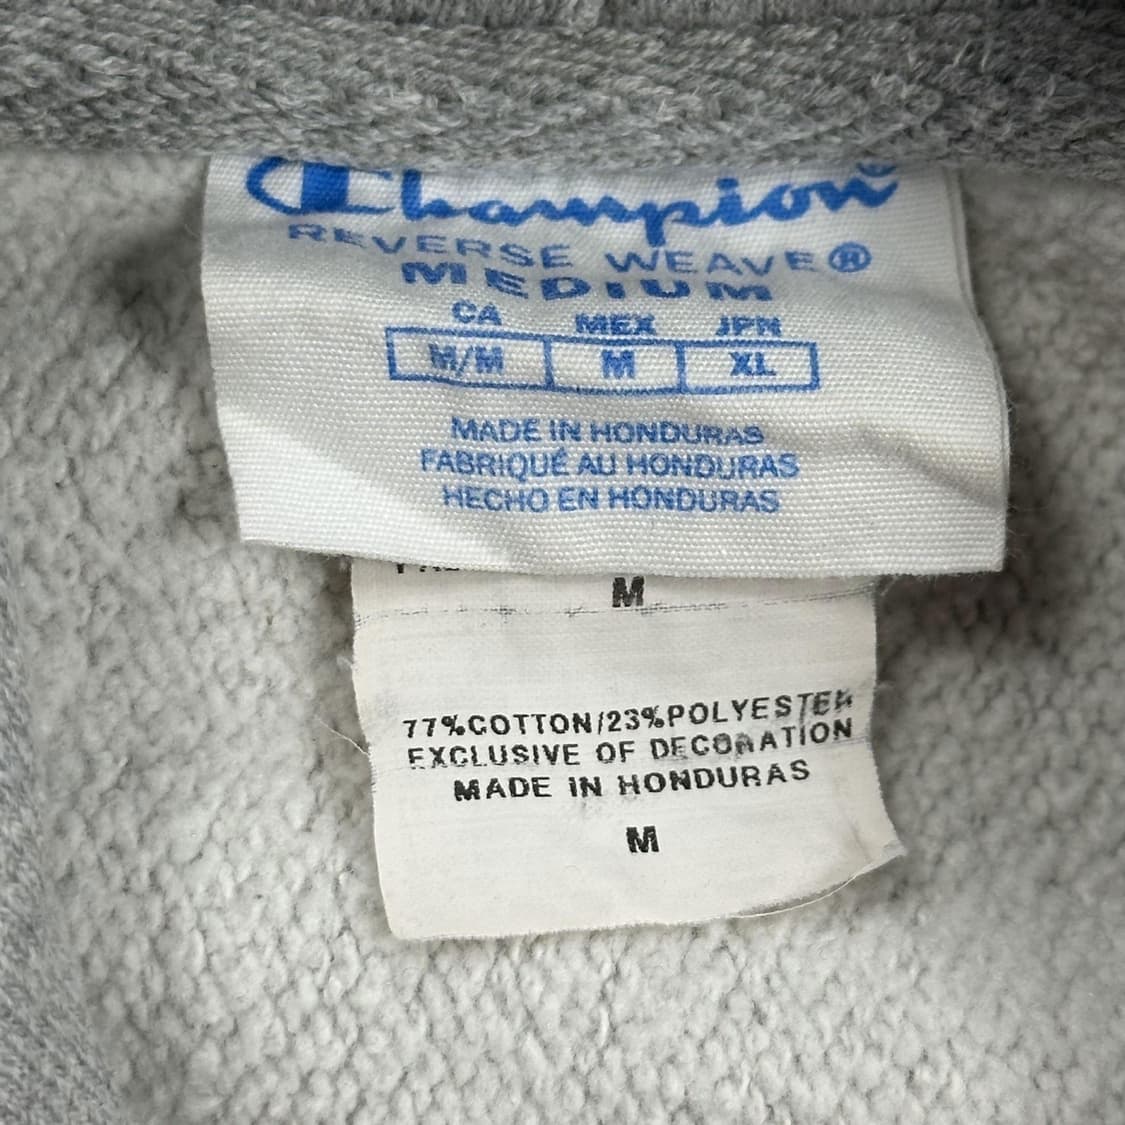 Champion®
REVERSE WEAVE®
MEDIUM
CA MEX JPN
M/M M XL
MADE IN HONDURAS
FABRIQUÉ AU HONDURAS
HECHO EN HONDURAS
M
77%COTTON/23%POLYESTER
EXCLUSIVE OF DECORATION
MADE IN HONDURAS
M